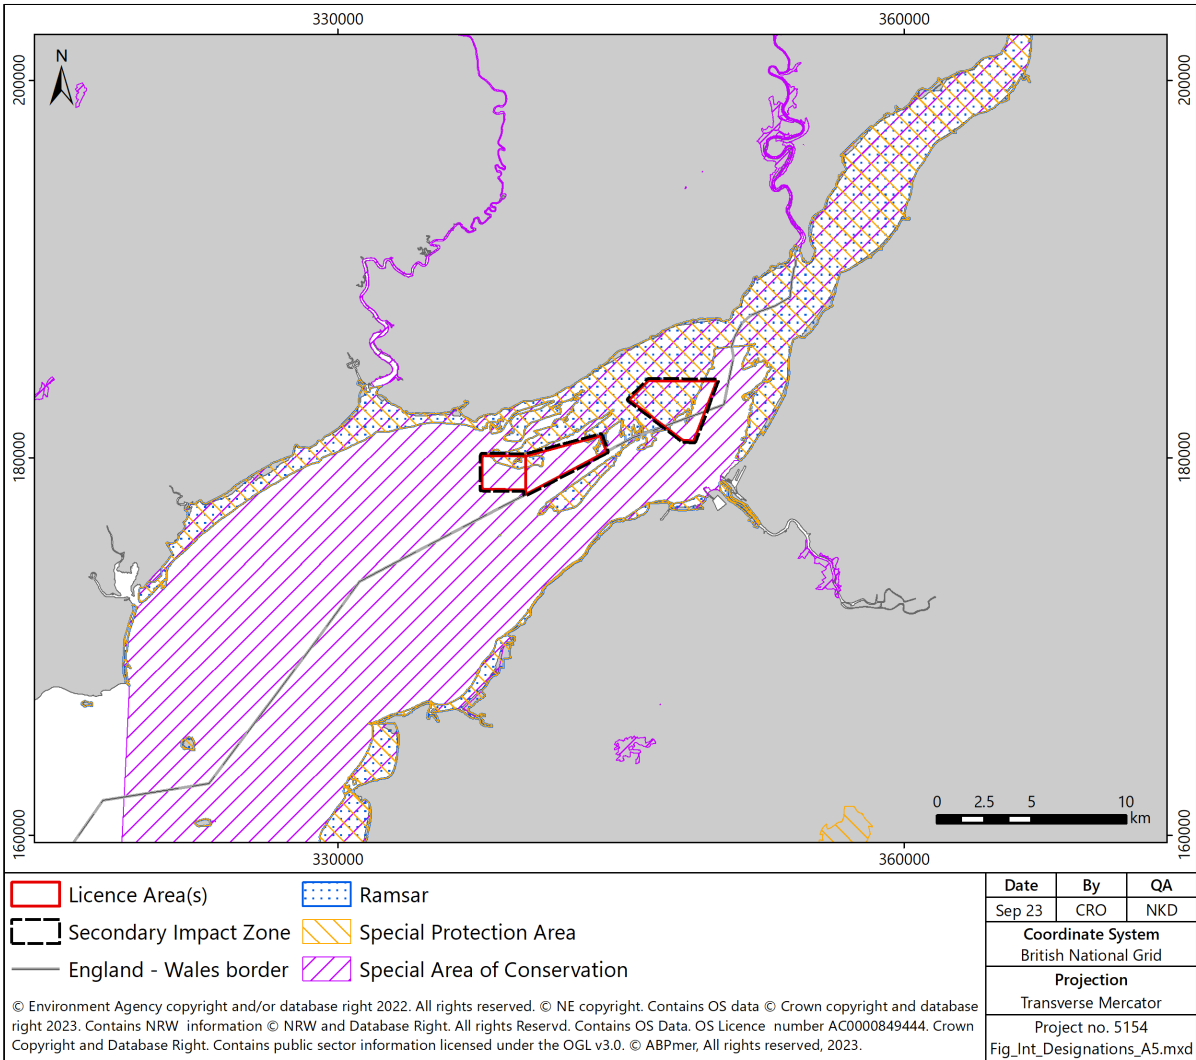 330000 360000
N
200000 200000
180000 180000
160000 160000
0 2.5 5 10
km
330000 360000
Licence Area(s)
Secondary Impact Zone
England - Wales border
Ramsar
Special Protection Area
Special Area of Conservation
Date By QA
Sep 23 CRO NKD
Coordinate System
British National Grid
Projection
Transverse Mercator
Project no. 5154
Fig_Int_Designations_A5.mxd
© Environment Agency copyright and/or database right 2022. All rights reserved. © NE copyright. Contains OS data © Crown copyright and database
right 2023. Contains NRW information © NRW and Database Right. All rights Reservd. Contains OS Data. OS Licence number AC0000849444. Crown
Copyright and Database Right. Contains public sector information licensed under the OGL v3.0. © ABPmer, All rights reserved, 2023.